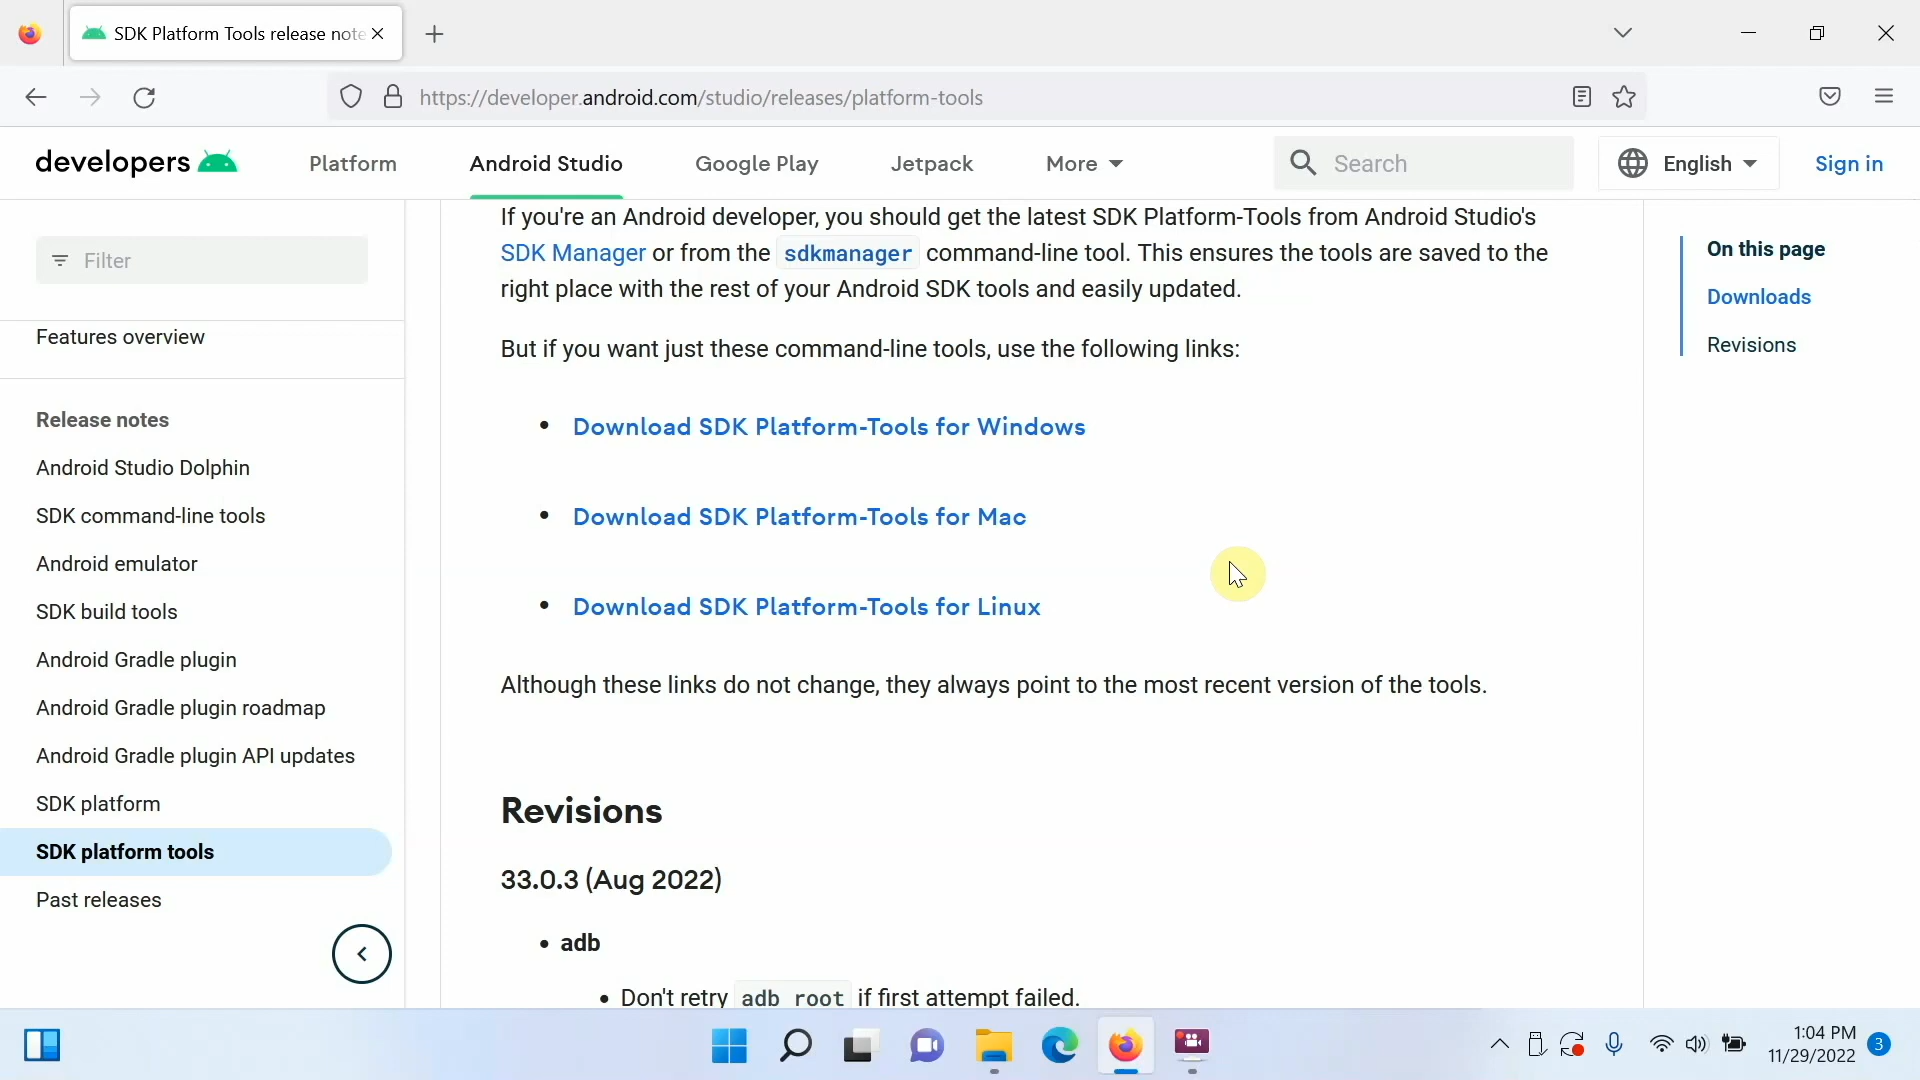 SDK Platform Tools release note
https://developer.android.com/studio/releases/platform-tools
developers
Platform
Android Studio
Google Play
Jetpack
More
Search
English
Sign in
Filter
Features overview
Release notes
Android Studio Dolphin
SDK command-line tools
Android emulator
SDK build tools
Android Gradle plugin
Android Gradle plugin roadmap
Android Gradle plugin API updates
SDK platform
SDK platform tools
Past releases
If you're an Android developer, you should get the latest SDK Platform-Tools from Android Studio's
SDK Manager or from the sdkmanager command-line tool. This ensures the tools are saved to the
right place with the rest of your Android SDK tools and easily updated.
But if you want just these command-line tools, use the following links:
• Download SDK Platform-Tools for Windows
• Download SDK Platform-Tools for Mac
• Download SDK Platform-Tools for Linux
Although these links do not change, they always point to the most recent version of the tools.
Revisions
33.0.3 (Aug 2022)
• adb
• Don't retry adb root if first attempt failed.
On this page
Downloads
Revisions
1:04 PM
11/29/2022
3